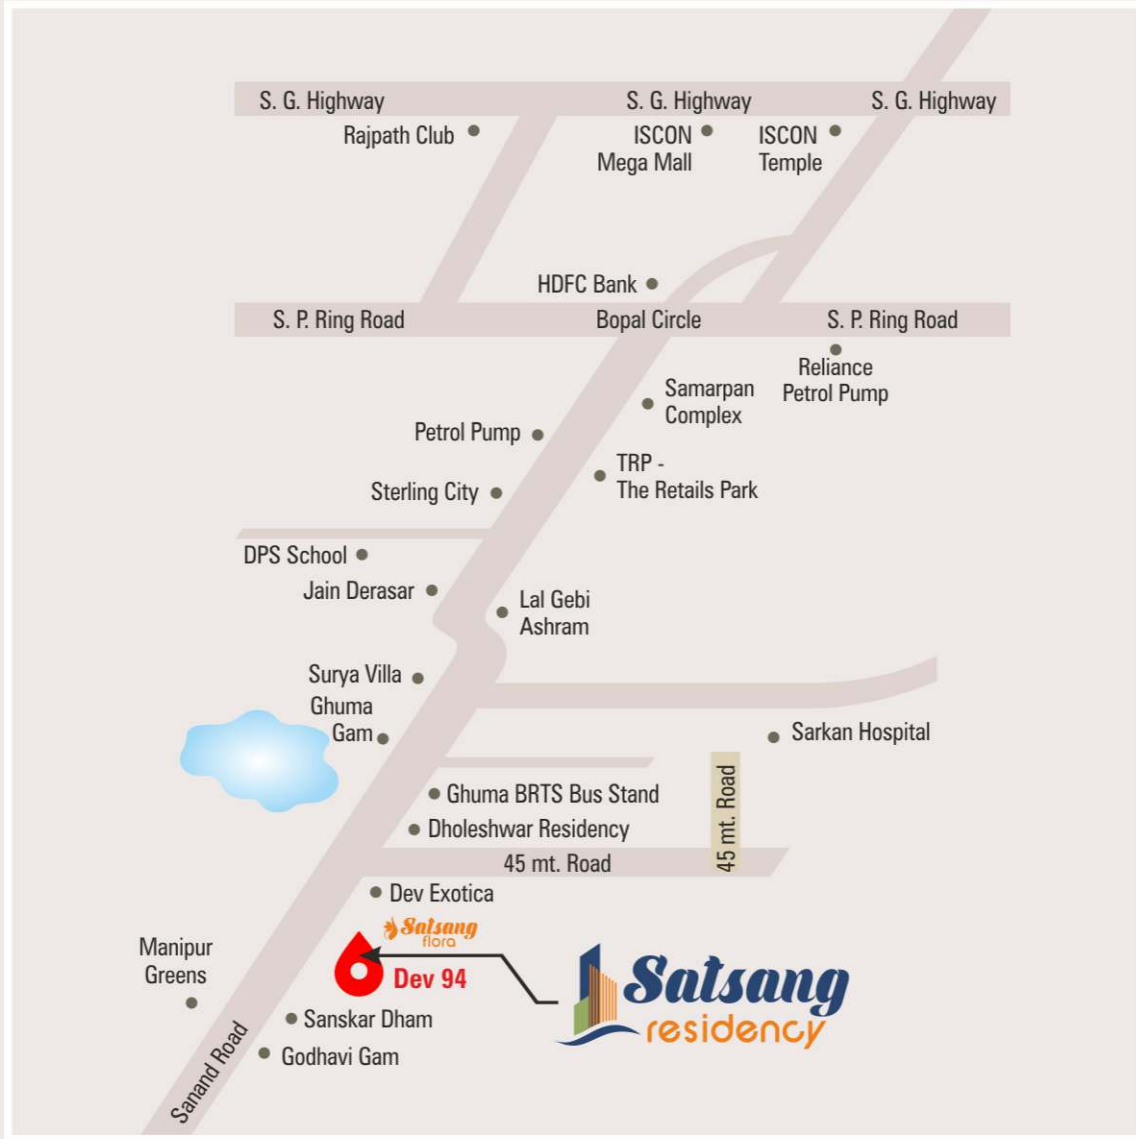 S. G. Highway
S. G. Highway
S. G. Highway
Rajpath Club
ISCON
Mega Mall
ISCON
Temple
HDFC Bank
S. P. Ring Road
Bopal Circle
S. P. Ring Road
Reliance
Petrol Pump
Samarpan
Complex
Petrol Pump
TRP -
The Retails Park
Sterling City
DPS School
Jain Derasar
Lal Gebi
Ashram
Surya Villa
Ghuma
Gam
Sarkan Hospital
45 mt. Road
Ghuma BRTS Bus Stand
Dholeshwar Residency
45 mt. Road
Dev Exotica
Satsang
flora
Dev 94
Manipur
Greens
Satsang
residency
Sanskar Dham
Godhavi Gam
Sanand Road